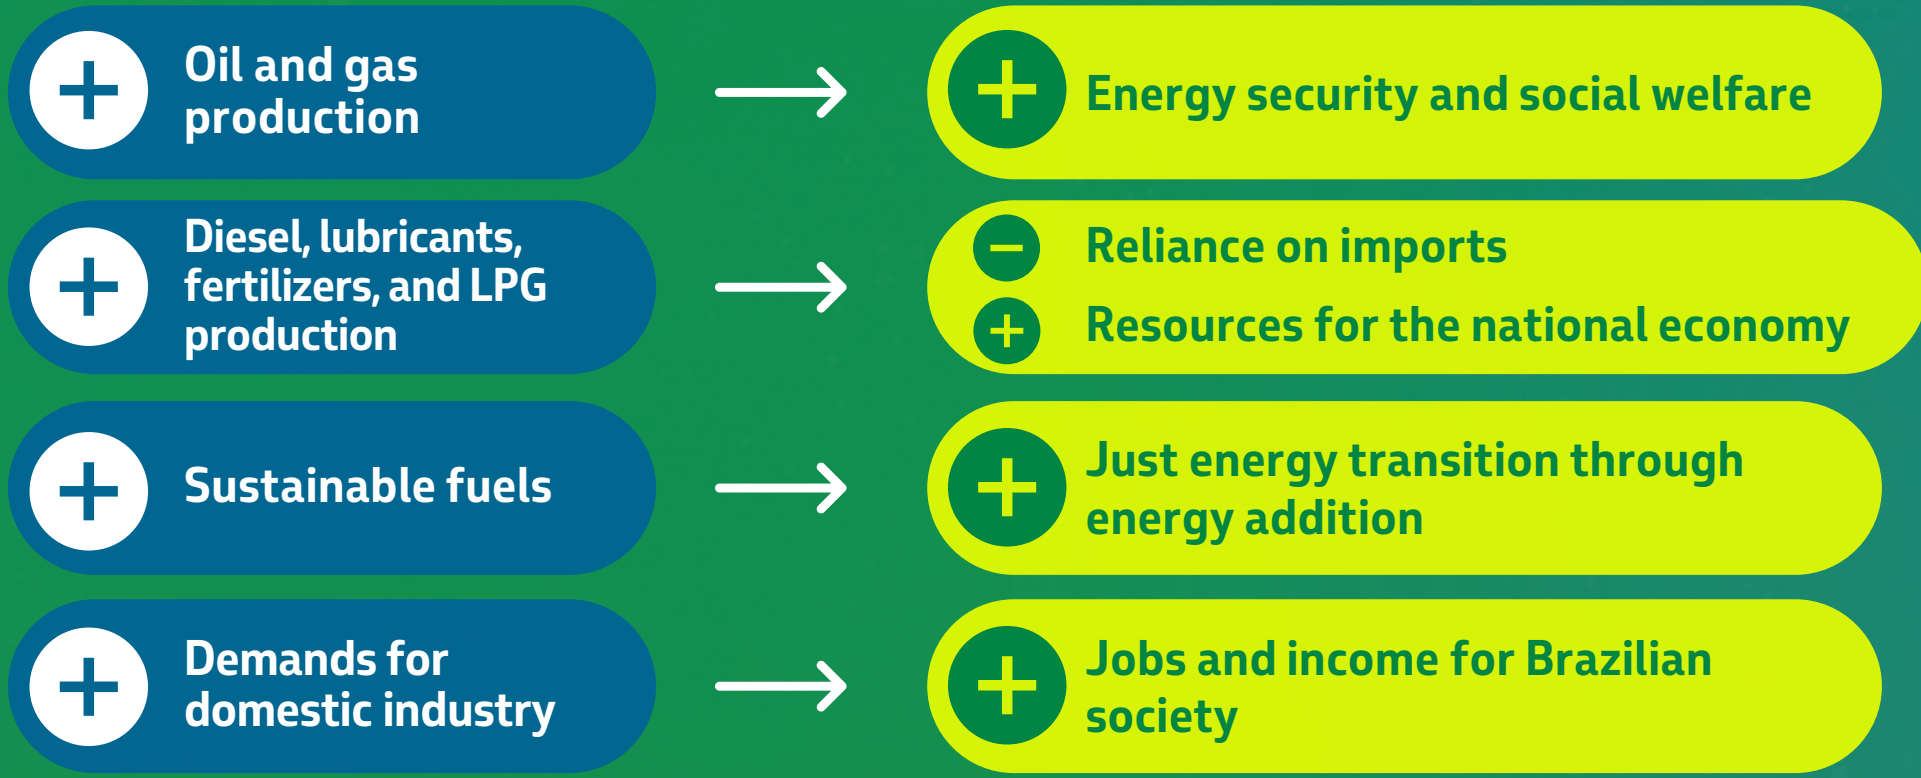 Oil and gas
production
Energy security and social welfare
Diesel, lubricants,
fertilizers, and LPG
production
Reliance on imports
Resources for the national economy
Sustainable fuels
Just energy transition through
energy addition
Demands for
domestic industry
Jobs and income for Brazilian
society